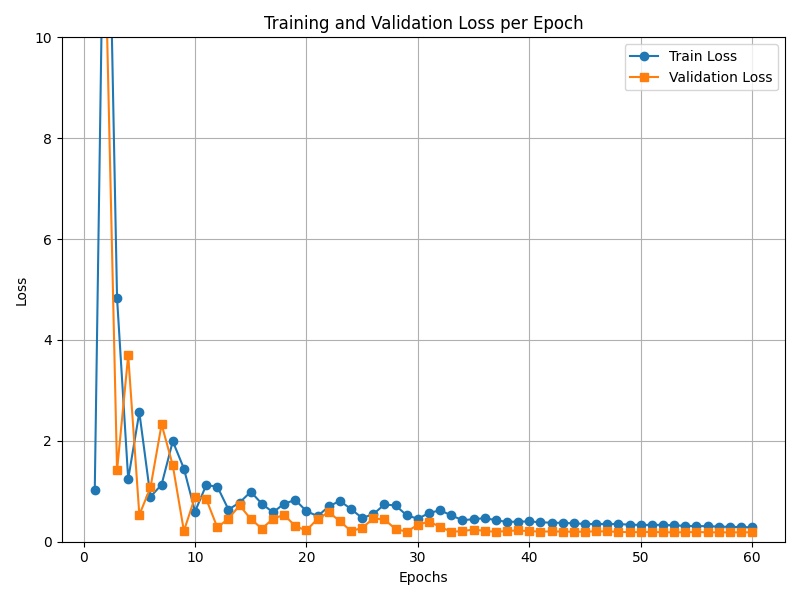 Training and Validation Loss per Epoch
Train Loss
Validation Loss
Loss
10
8
6
4
2
0
0 10 20 30 40 50 60
Epochs